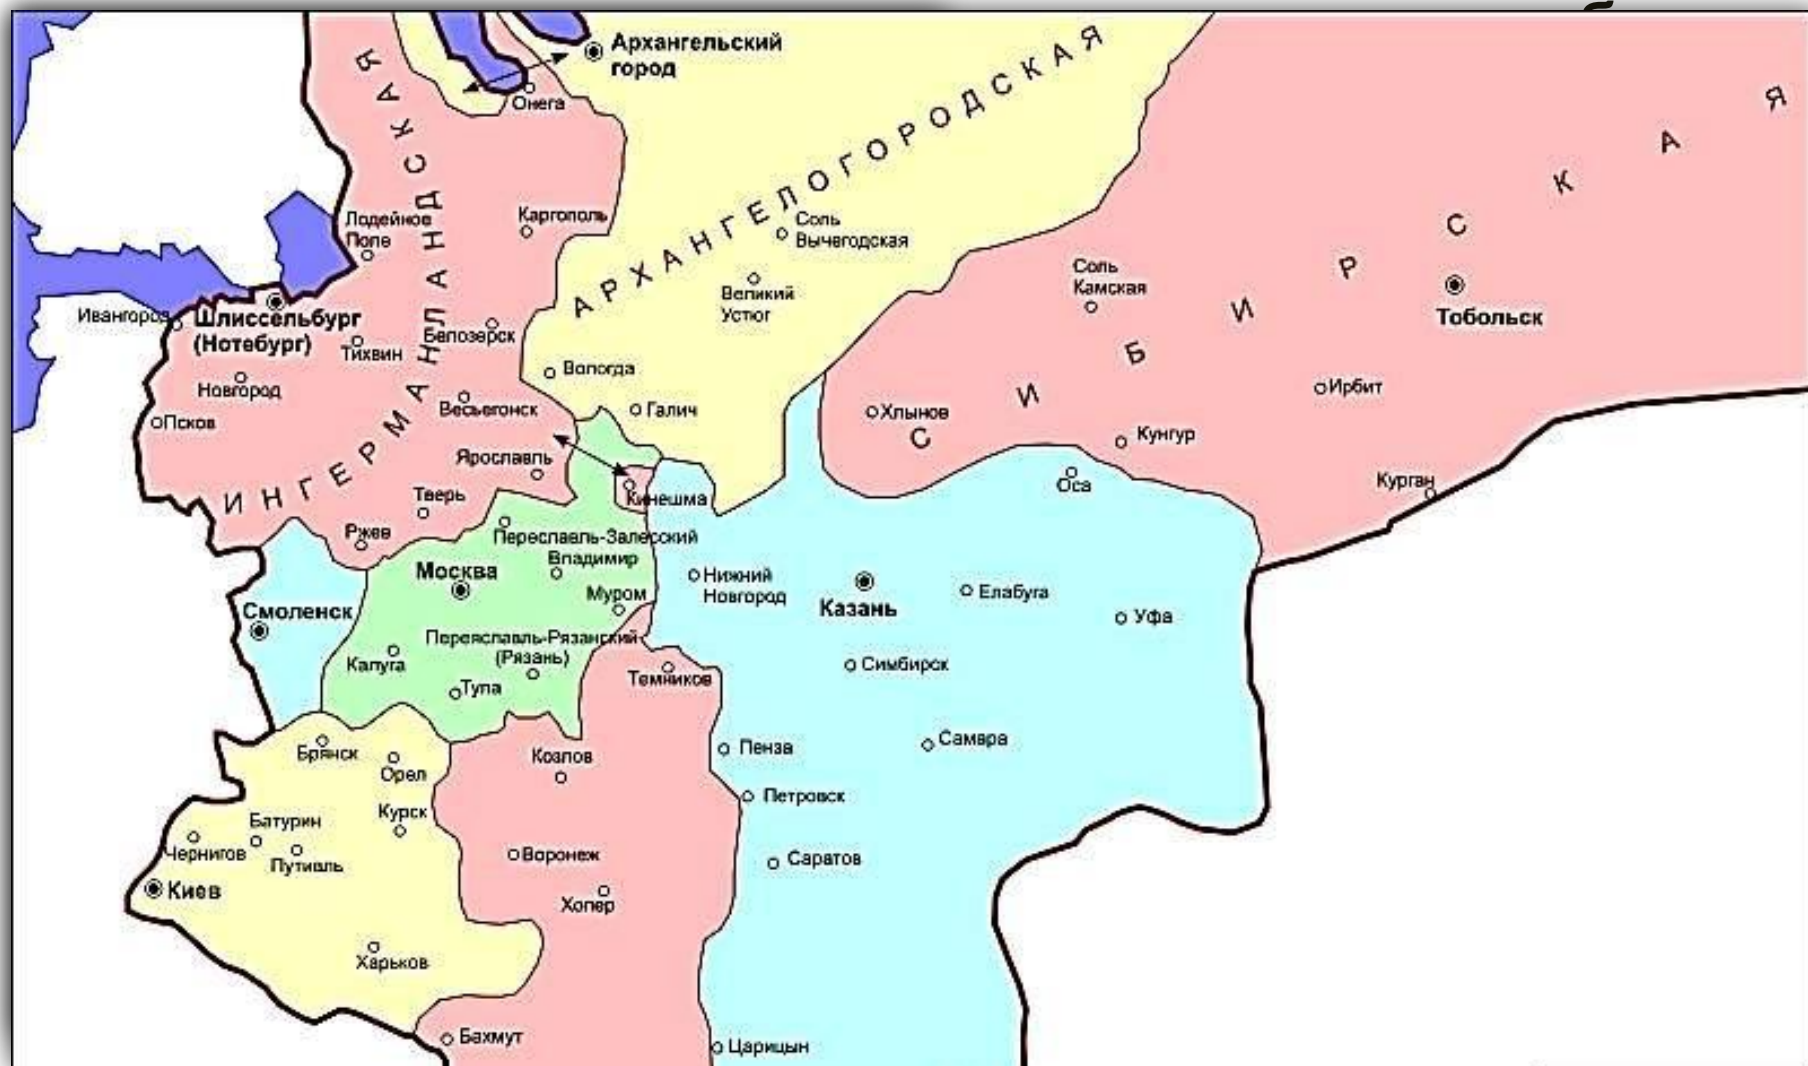 Архангельский
город
Онега
АРХАНГЕЛОГОРОДСКАЯ
ИНГЕРМАНЛАНДСКАЯ
СИБИРСКАЯ
Лодейное
Поле
Каргополь
Соль
Вычегодская
Великий
Устюг
Соль
Камская
Тобольск
Ивангород
Шлиссельбург
(Нотебург)
Тихвин
Белозерск
Новгород
Вологда
Ирбит
Весьегонск
Галич
Хлынов
Псков
Кунгур
Ярославль
Оса
Курган
Тверь
Кинешма
Ржев
Переславль-Залесский
Владимир
Москва
Муром
Нижний
Новгород
Казань
Елабуга
Уфа
Смоленск
Переяславль-Рязанский
(Рязань)
Калуга
Тула
Темников
Симбирск
Брянск
Орел
Козлов
Пенза
Самара
Петровск
Курск
Батурин
Чернигов
Путивль
Воронеж
Саратов
Киев
Хопер
Харьков
Бахмут
Царицын